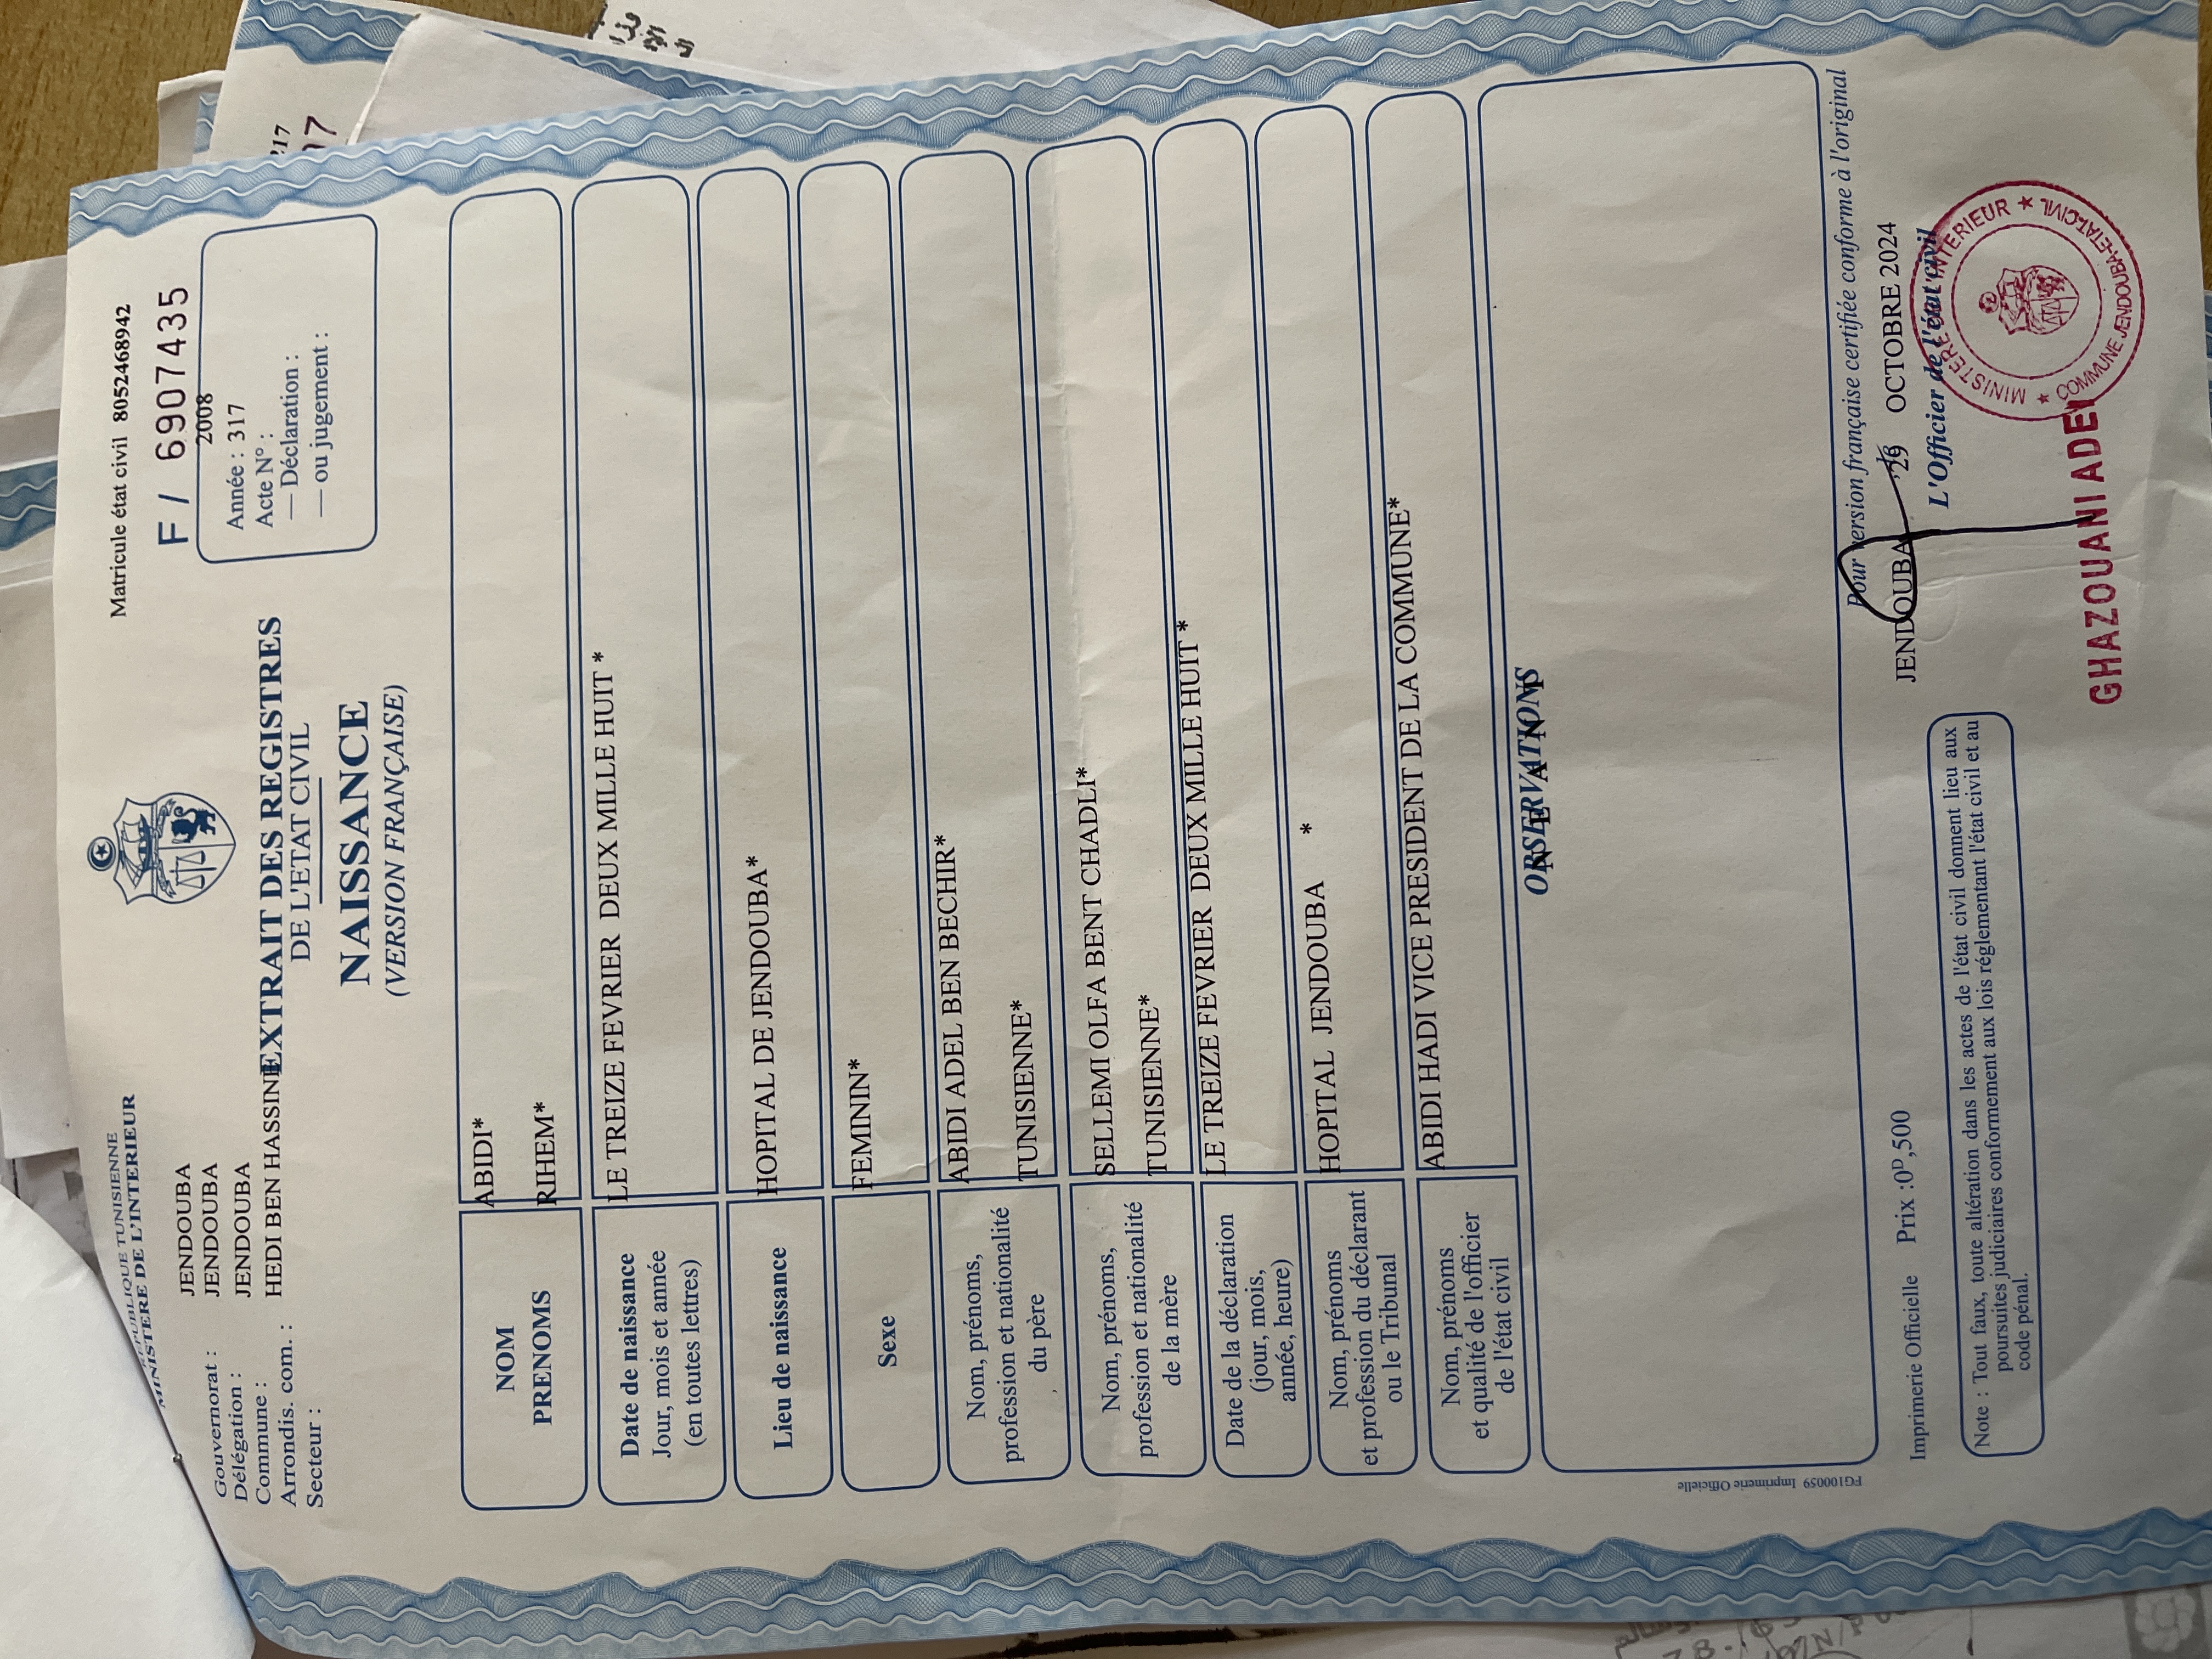 REPUBLIQUE TUNISIENNE
MINISTERE DE L'INTERIEUR
Gouvernorat : JENDOUBA
Délégation : JENDOUBA
Commune : JENDOUBA
Arrondis. com. : HEDI BEN HASSINE
Secteur :
Matricule état civil 8052468942
F / 6907435
2008
Année : 317
Acte N° :
— Déclaration :
— ou jugement :
EXTRAIT DES REGISTRES
DE L'ETAT CIVIL
NAISSANCE
(VERSION FRANÇAISE)
NOM ABIDI*
PRENOMS RIHEM*
Date de naissance
Jour, mois et année
(en toutes lettres)
LE TREIZE FEVRIER DEUX MILLE HUIT *
Lieu de naissance
HOPITAL DE JENDOUBA*
Sexe
FEMININ*
Nom, prénoms,
profession et nationalité
du père
ABIDI ADEL BEN BECHIR*
TUNISIENNE*
Nom, prénoms,
profession et nationalité
de la mère
SELLEMI OLFA BENT CHADLI*
TUNISIENNE*
Date de la déclaration
(jour, mois,
année, heure)
LE TREIZE FEVRIER DEUX MILLE HUIT *
Nom, prénoms
et profession du déclarant
ou le Tribunal
HOPITAL JENDOUBA *
Nom, prénoms
et qualité de l'officier
de l'état civil
ABIDI HADI VICE PRESIDENT DE LA COMMUNE*
OBSERVATIONS
N E A N T
Pour version française certifiée conforme à l'original
JENDOUBA 29 OCTOBRE 2024
L'Officier de l'état civil
MINISTERE DE L'INTERIEUR ★ COMMUNE JENDOUBA-ETAT-CIVIL ★
GHAZOUANI ADEL
FG100059 Imprimerie Officielle
Imprimerie Officielle Prix :0D,500
Note : Tout faux, toute altération dans les actes de l'état civil donnent lieu aux
poursuites judiciaires conformément aux lois réglementant l'état civil et au
code pénal.
217